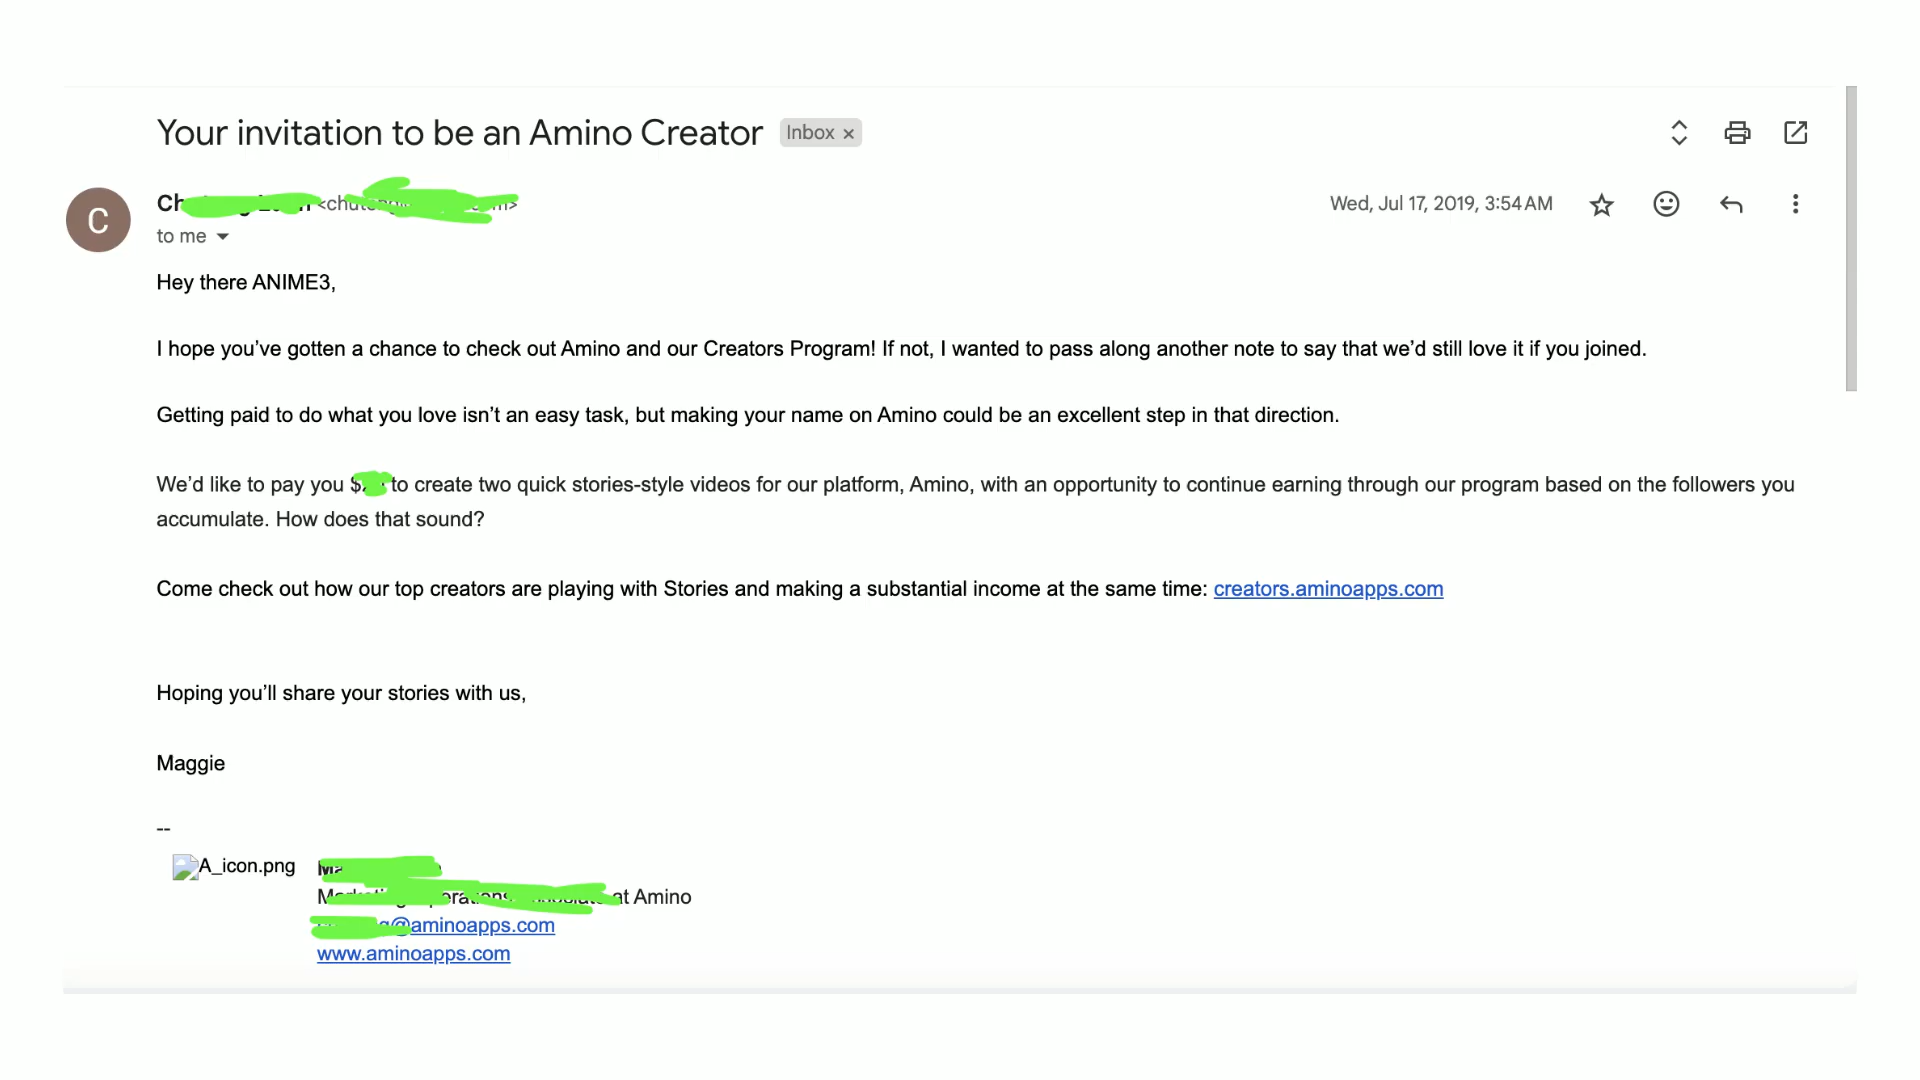 Your invitation to be an Amino Creator Inbox ×
C
Wed, Jul 17, 2019, 3:54 AM
to me
Hey there ANIME3,
I hope you’ve gotten a chance to check out Amino and our Creators Program! If not, I wanted to pass along another note to say that we’d still love it if you joined.
Getting paid to do what you love isn’t an easy task, but making your name on Amino could be an excellent step in that direction.
We’d like to pay you $ to create two quick stories-style videos for our platform, Amino, with an opportunity to continue earning through our program based on the followers you
accumulate. How does that sound?
Come check out how our top creators are playing with Stories and making a substantial income at the same time: creators.aminoapps.com
Hoping you’ll share your stories with us,
Maggie
--
A_icon.png
at Amino
@aminoapps.com
www.aminoapps.com